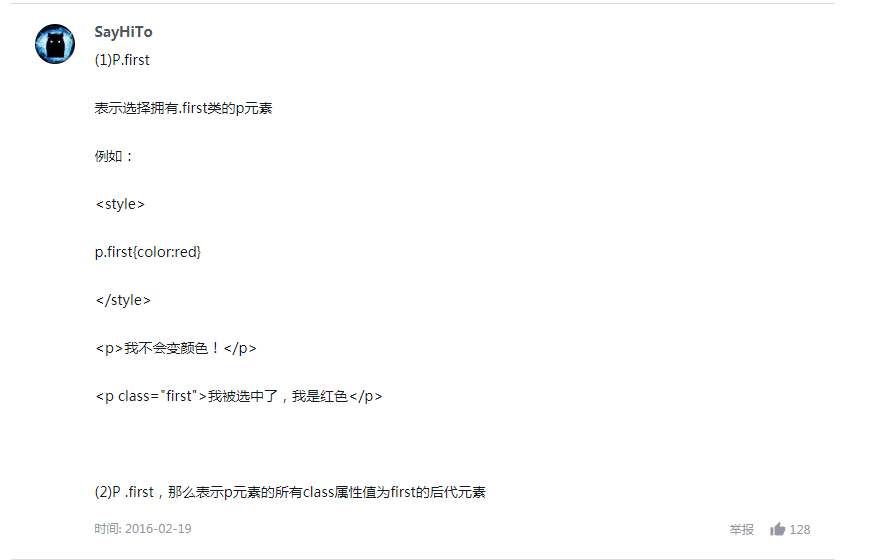 SayHiTo
(1)P.first
表示选择拥有.first类的p元素
例如：
<style>
p.first{color:red}
</style>
<p>我不会变颜色！</p>
<p class="first">我被选中了，我是红色</p>
(2)P .first，那么表示p元素的所有class属性值为first的后代元素
时间: 2016-02-19
举报 128